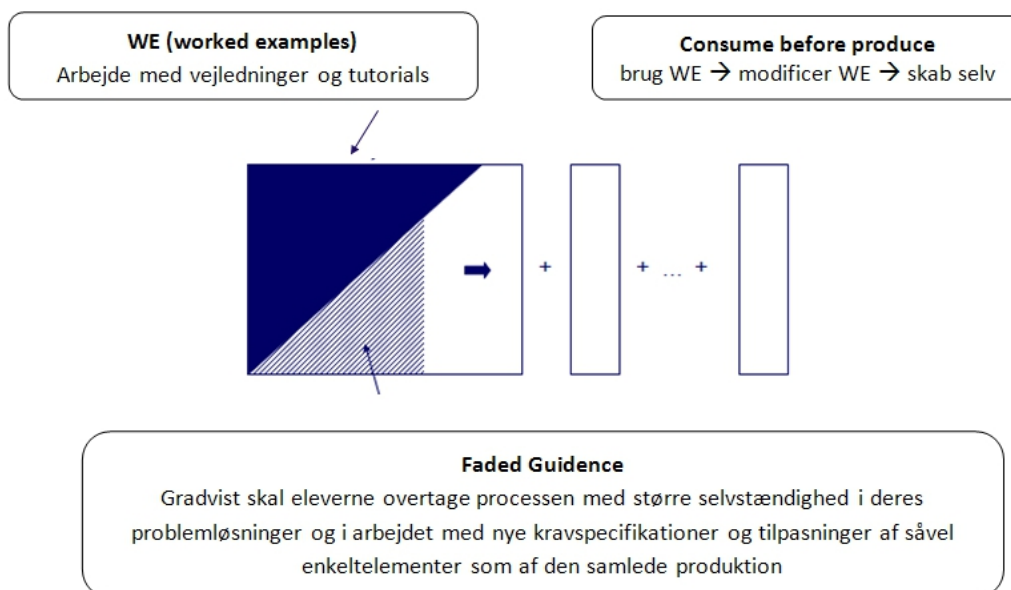 WE (worked examples)
Arbejde med vejledninger og tutorials
Consume before produce
brug WE → modificer WE → skab selv
+ + ... +
Faded Guidence
Gradvist skal eleverne overtage processen med større selvstændighed i deres
problemløsninger og i arbejdet med nye kravspecifikationer og tilpasninger af såvel
enkeltelementer som af den samlede produktion